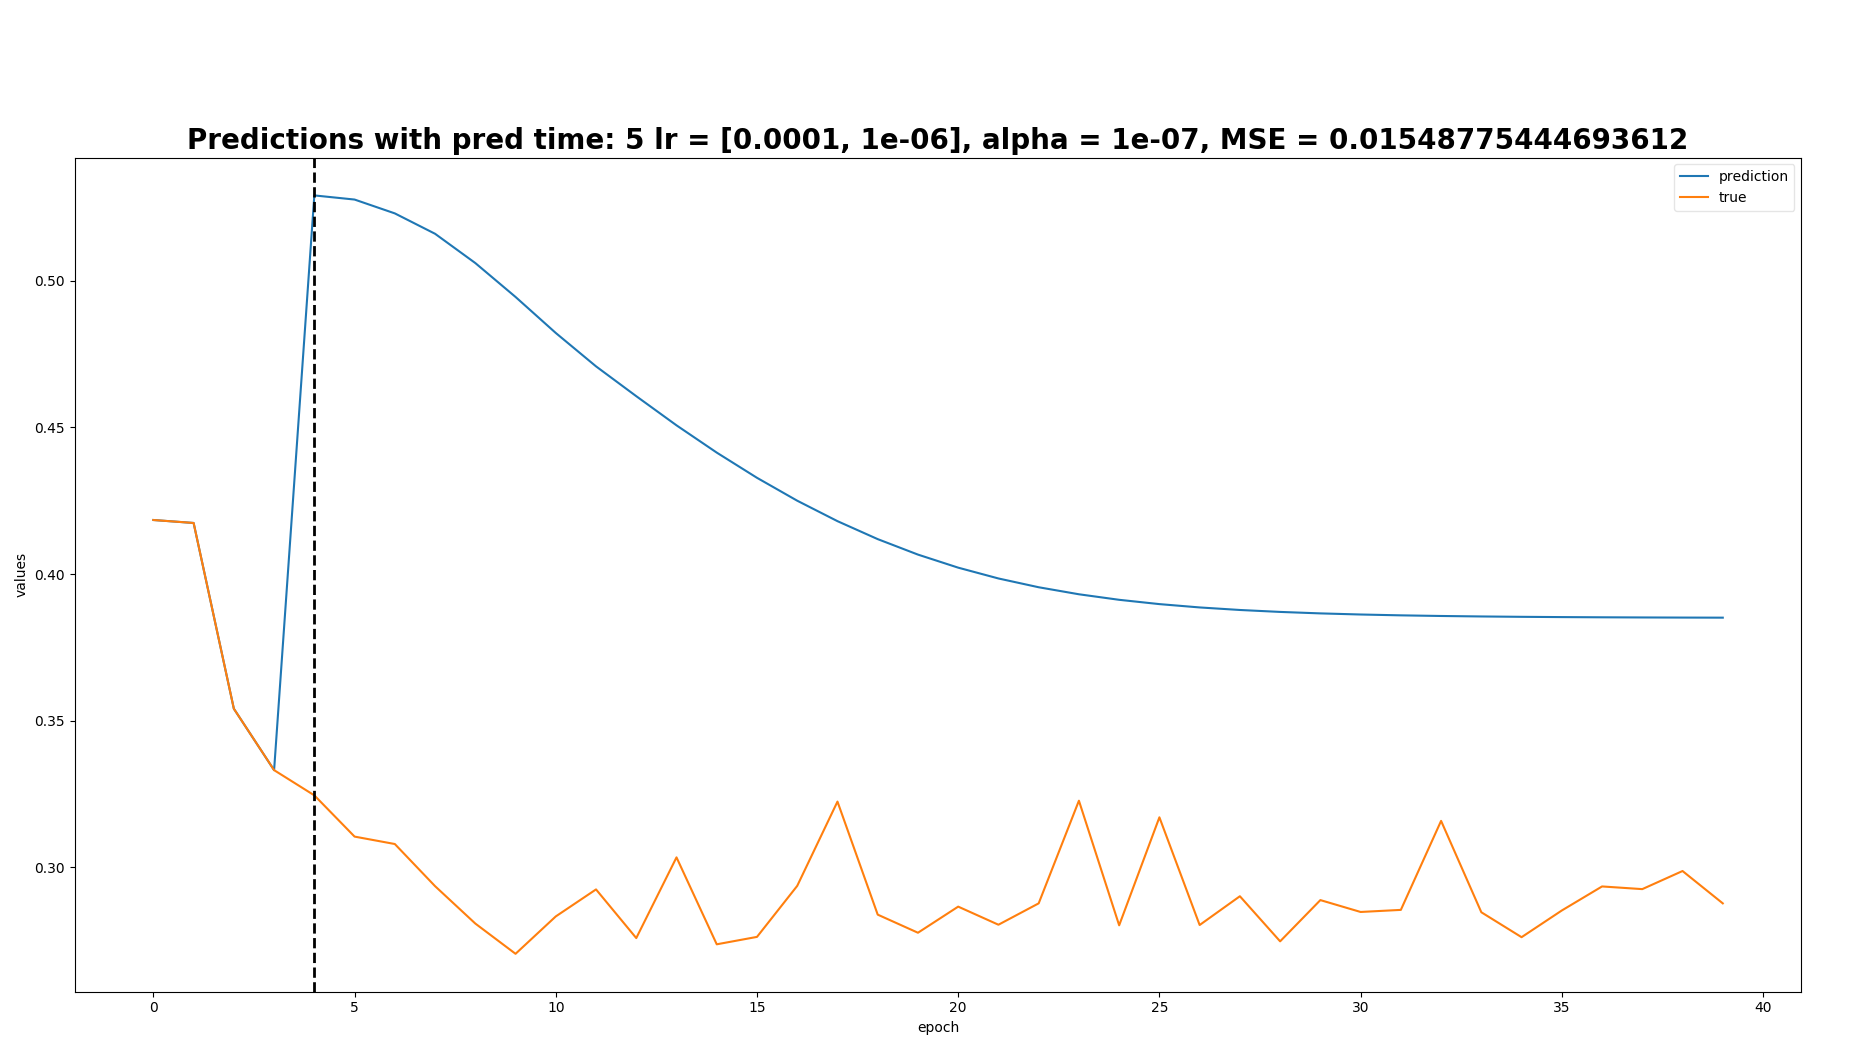 Predictions with pred time: 5 lr = [0.0001, 1e-06], alpha = 1e-07, MSE = 0.01548775444693612
prediction
true
0.50
0.45
0.40
0.35
0.30
values
0 5 10 15 20 25 30 35 40
epoch